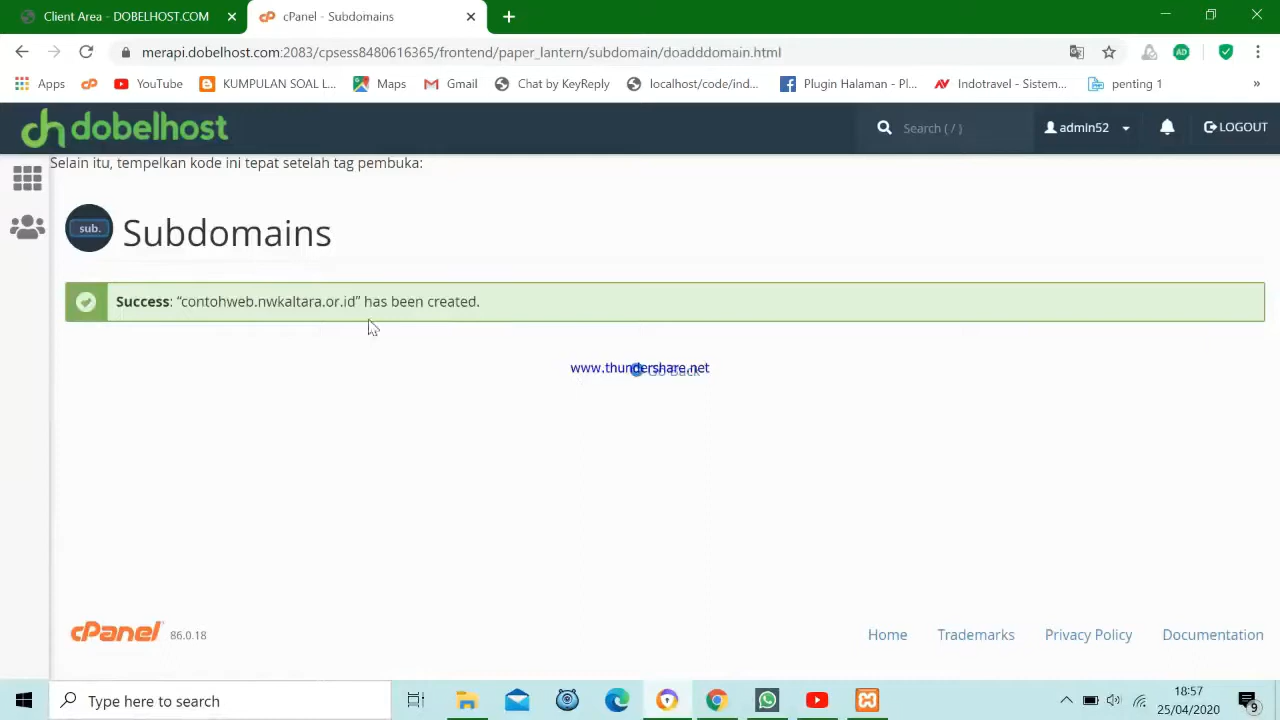 Client Area - DOBELHOST.COM
cPanel - Subdomains
merapi.dobelhost.com:2083/cpsess8480616365/frontend/paper_lantern/subdomain/doadddomain.html
Apps
YouTube
KUMPULAN SOAL L...
Maps
Gmail
Chat by KeyReply
localhost/code/ind...
Plugin Halaman - Pl...
Indotravel - Sistem...
penting 1
»
dobelhost
Search ( / )
admin52
LOGOUT
Selain itu, tempelkan kode ini tepat setelah tag pembuka:
sub.
Subdomains
Success: “contohweb.nwkaltara.or.id” has been created.
www.thundershare.net
Go Back
cPanel 86.0.18
Home
Trademarks
Privacy Policy
Documentation
Type here to search
18:57
25/04/2020
9